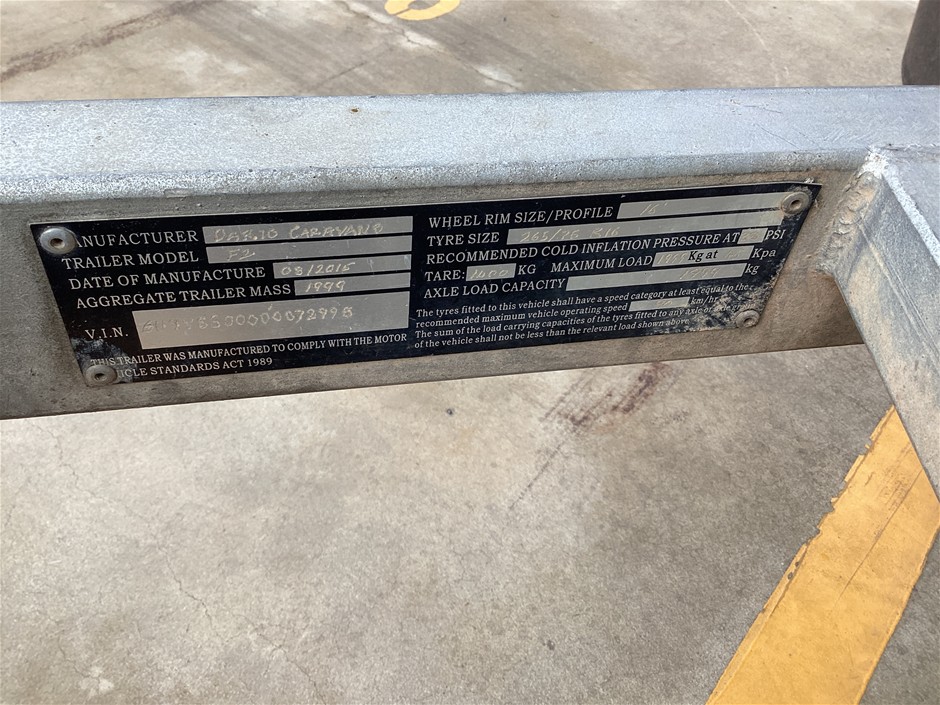 MANUFACTURER
TRAILER MODEL F2
DATE OF MANUFACTURE 03/2015
AGGREGATE TRAILER MASS 1999
V.I.N.
THIS TRAILER WAS MANUFACTURED TO COMPLY WITH THE MOTOR
VEHICLE STANDARDS ACT 1989
WHEEL RIM SIZE/PROFILE 16
TYRE SIZE
RECOMMENDED COLD INFLATION PRESSURE AT PSI
TARE: 1400 KG MAXIMUM LOAD Kg at Kpa
AXLE LOAD CAPACITY kg
The tyres fitted to this vehicle shall have a speed category at least equal to the
recommended maximum vehicle operating speed km/hr.
The sum of the load carrying capacities of the tyres fitted to any axle or axle group
of the vehicle shall not be less than the relevant load shown above.